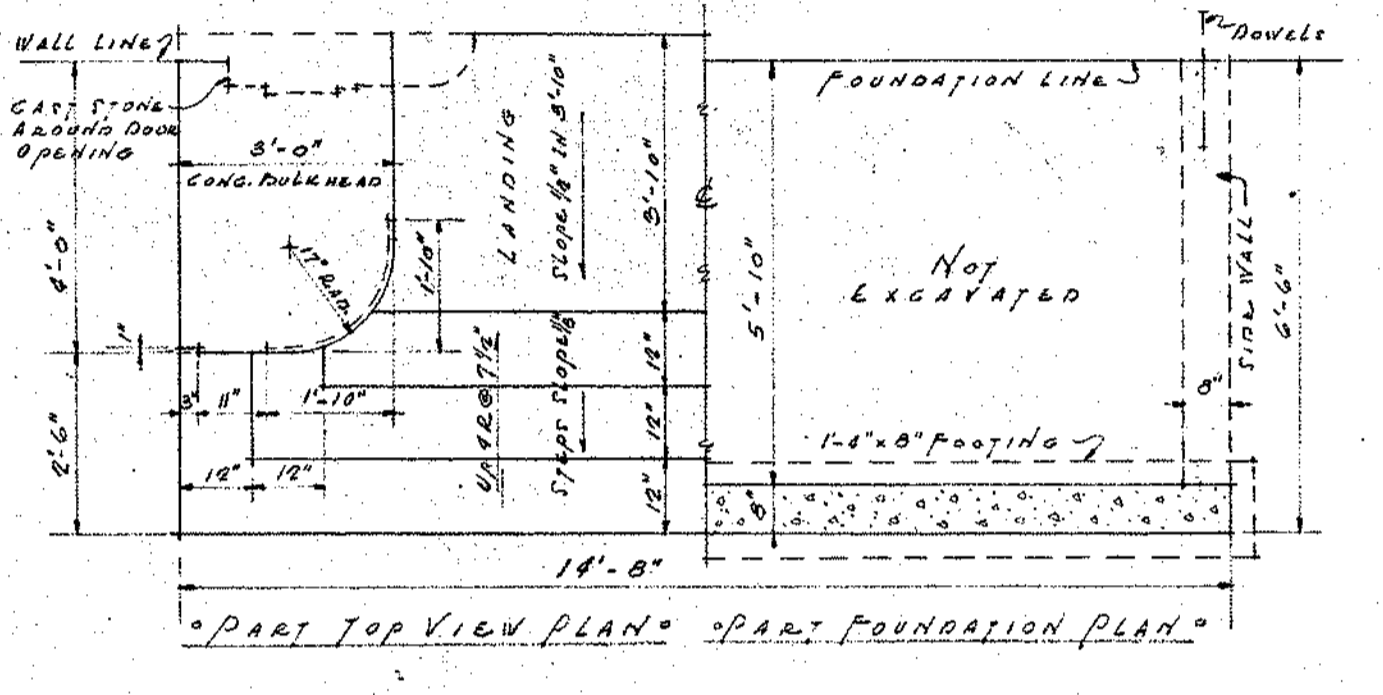 WALL LINE
CAST STONE
AROUND DOOR
OPENING
3'-0"
CONC. BULKHEAD
4'-0"
17" RAD.
1'-10"
1"
3"
11"
1'-10"
2'-6"
12"
12"
LANDING
SLOPE 1/2" IN 3'-10"
UP 4R @ 7 1/2"
STEPS SLOPE 1/8"
3'-10"
12"
12"
12"
DOWELS
FOUNDATION LINE
NOT
EXCAVATED
5'-10"
SIDE WALL
6'-6"
8"
1'-4" x 8" FOOTING
8"
14'-8"
PART TOP VIEW PLAN
PART FOUNDATION PLAN